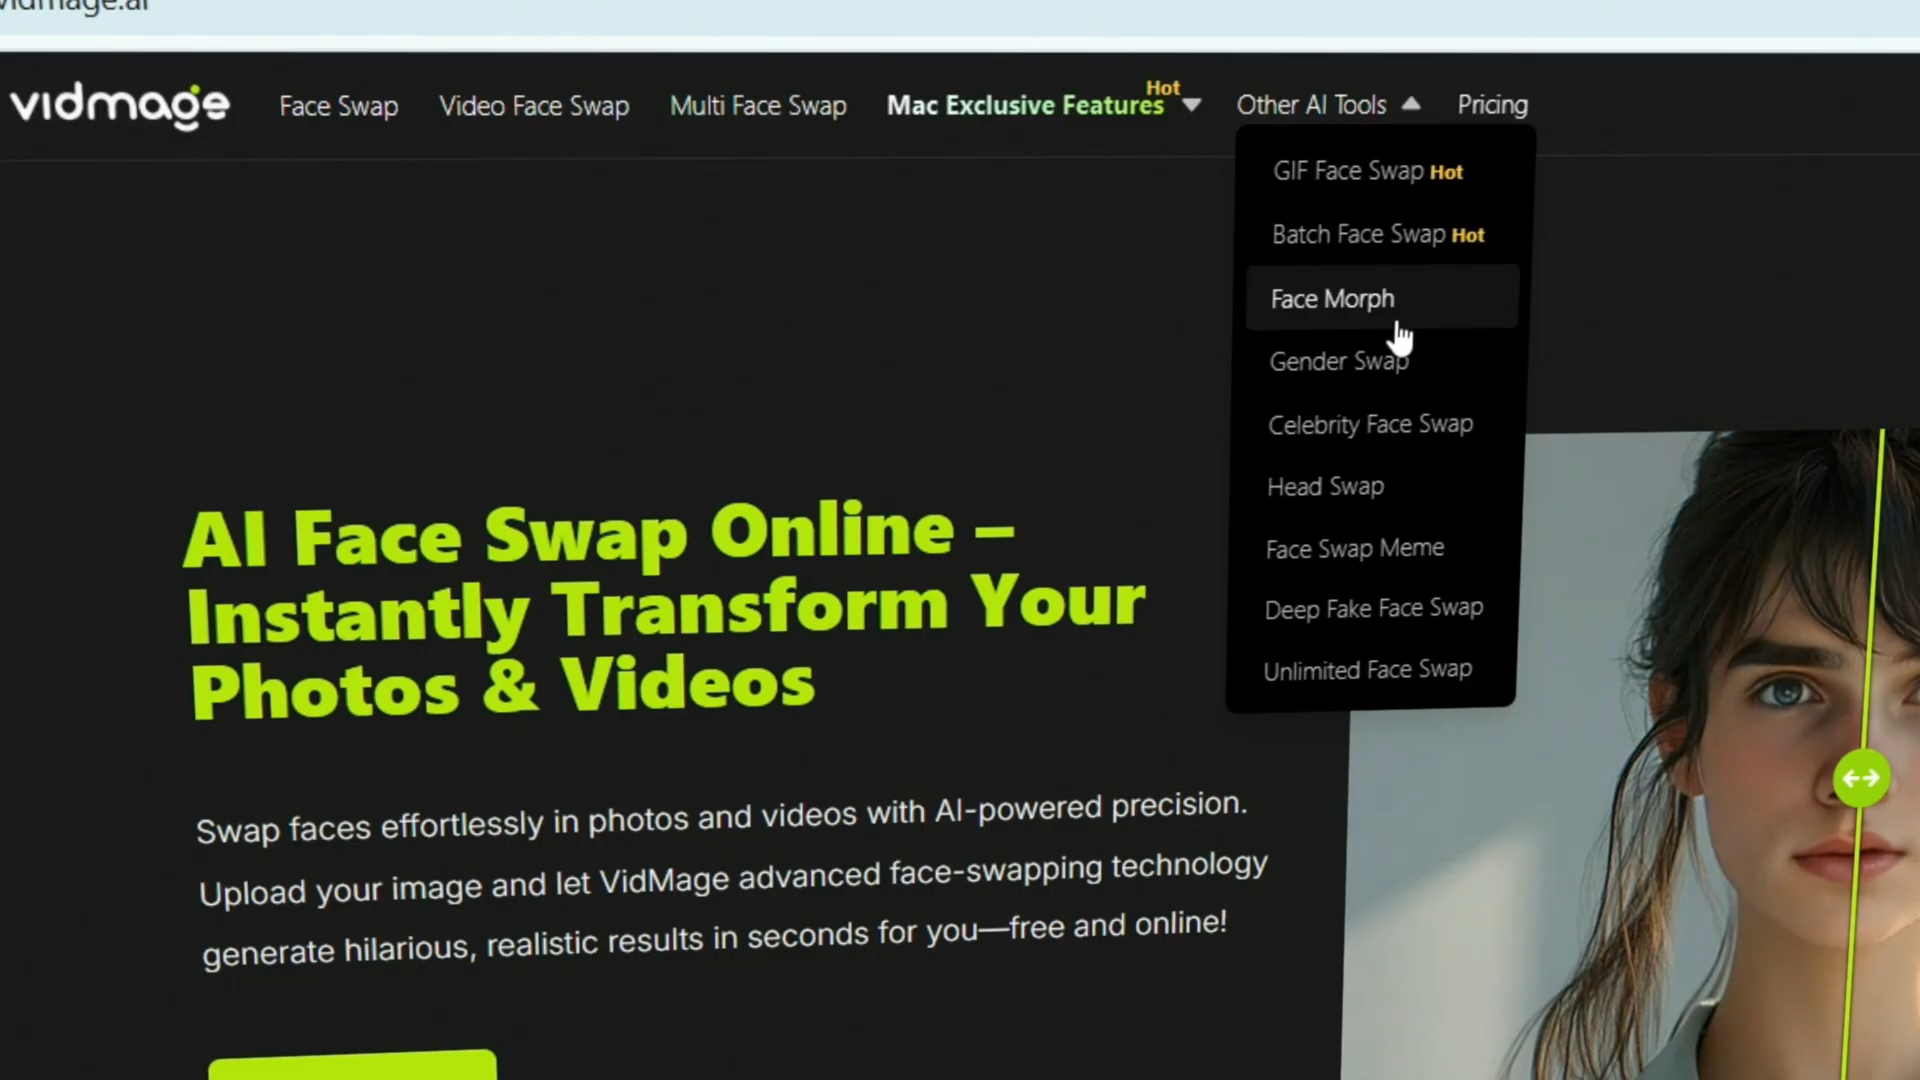 vidmage.ai
vidmage
Face Swap
Video Face Swap
Multi Face Swap
Mac Exclusive Features
Hot
Other AI Tools
Pricing
GIF Face Swap Hot
Batch Face Swap Hot
Face Morph
Gender Swap
Celebrity Face Swap
Head Swap
Face Swap Meme
Deep Fake Face Swap
Unlimited Face Swap
AI Face Swap Online –
Instantly Transform Your
Photos & Videos
Swap faces effortlessly in photos and videos with AI-powered precision.
Upload your image and let VidMage advanced face-swapping technology
generate hilarious, realistic results in seconds for you—free and online!